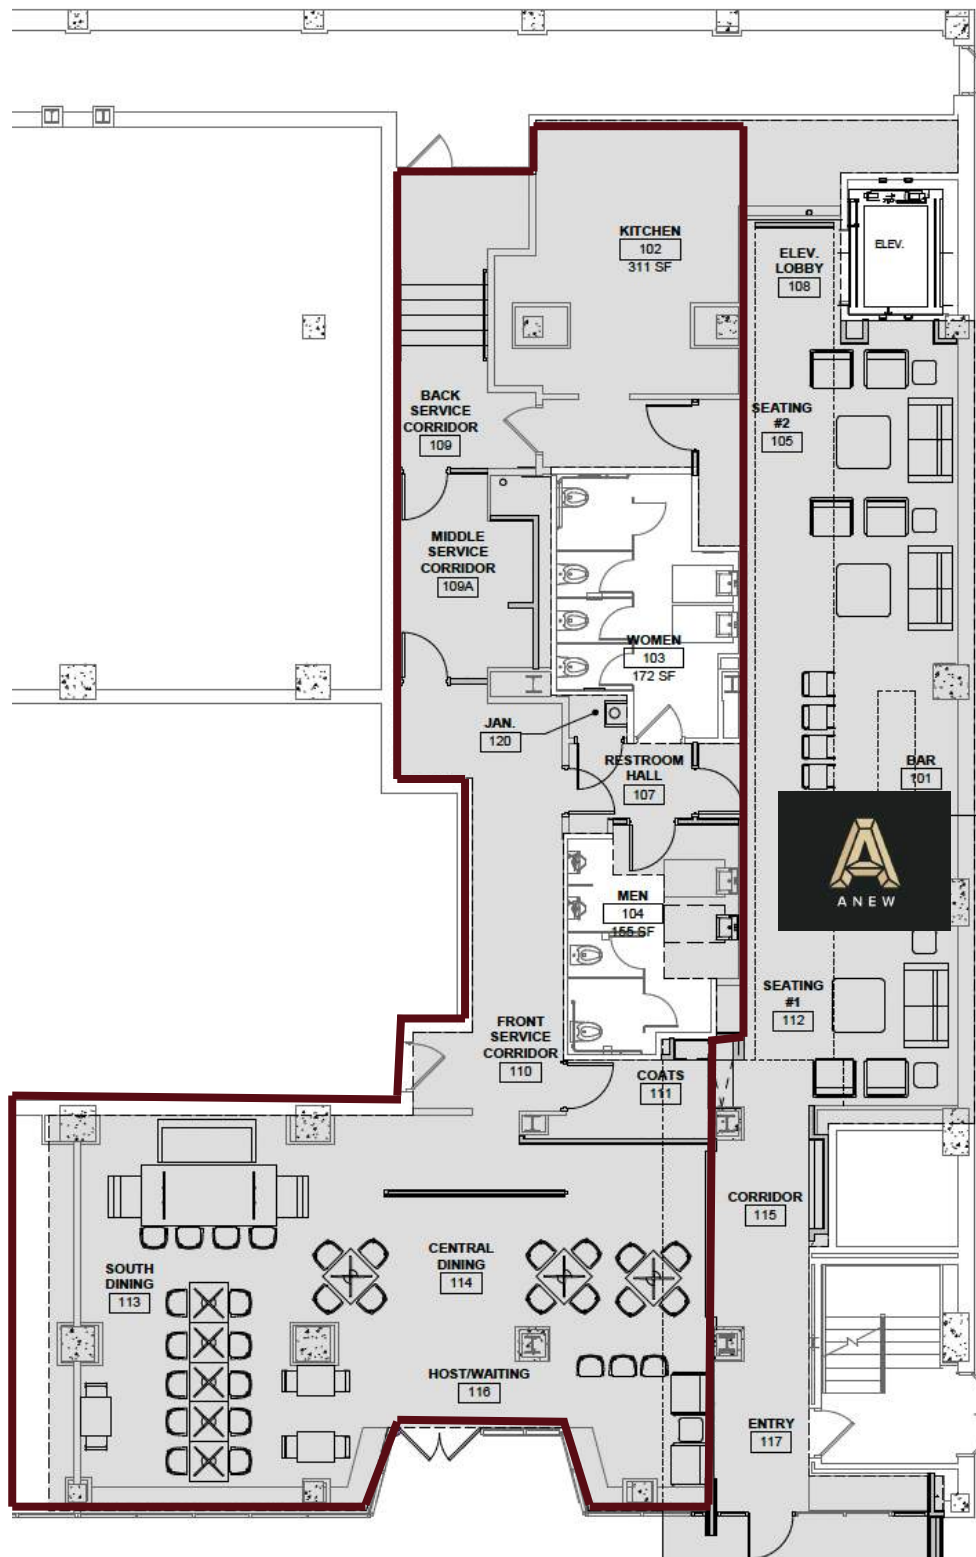 KITCHEN
102
311 SF
ELEV.
ELEV.
LOBBY
108
BACK
SERVICE
CORRIDOR
109
SEATING
#2
105
MIDDLE
SERVICE
CORRIDOR
109A
WOMEN
103
172 SF
JAN.
120
RESTROOM
HALL
107
BAR
101
ANEW
MEN
104
155 SF
SEATING
#1
112
FRONT
SERVICE
CORRIDOR
110
COATS
111
CORRIDOR
115
SOUTH
DINING
113
CENTRAL
DINING
114
HOST/WAITING
116
ENTRY
117